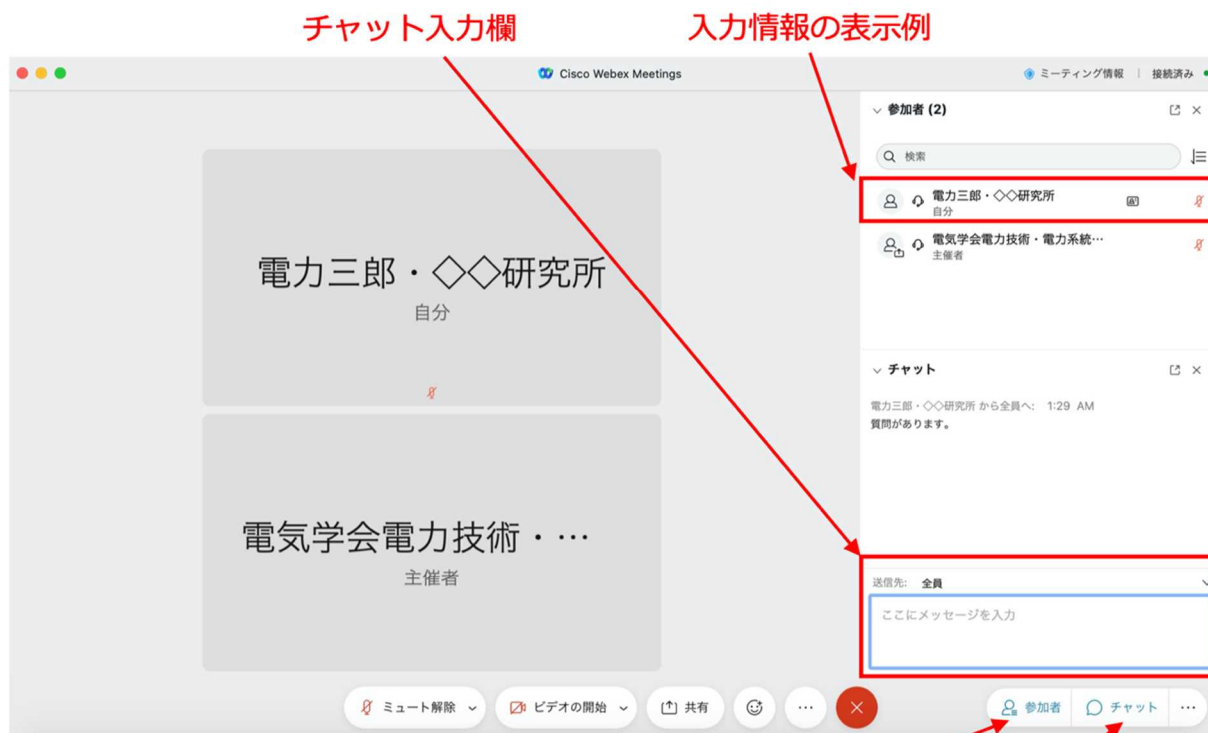 チャット入力欄
入力情報の表示例
Cisco Webex Meetings
ミーティング情報
接続済み
参加者 (2)
検索
電力三郎・◇◇研究所
自分
電気学会電力技術・電力系統…
主催者
電力三郎・◇◇研究所
自分
電気学会電力技術・…
主催者
チャット
電力三郎・◇◇研究所 から全員へ: 1:29 AM
質問があります。
送信先: 全員
ここにメッセージを入力
ミュート解除
ビデオの開始
共有
参加者
チャット